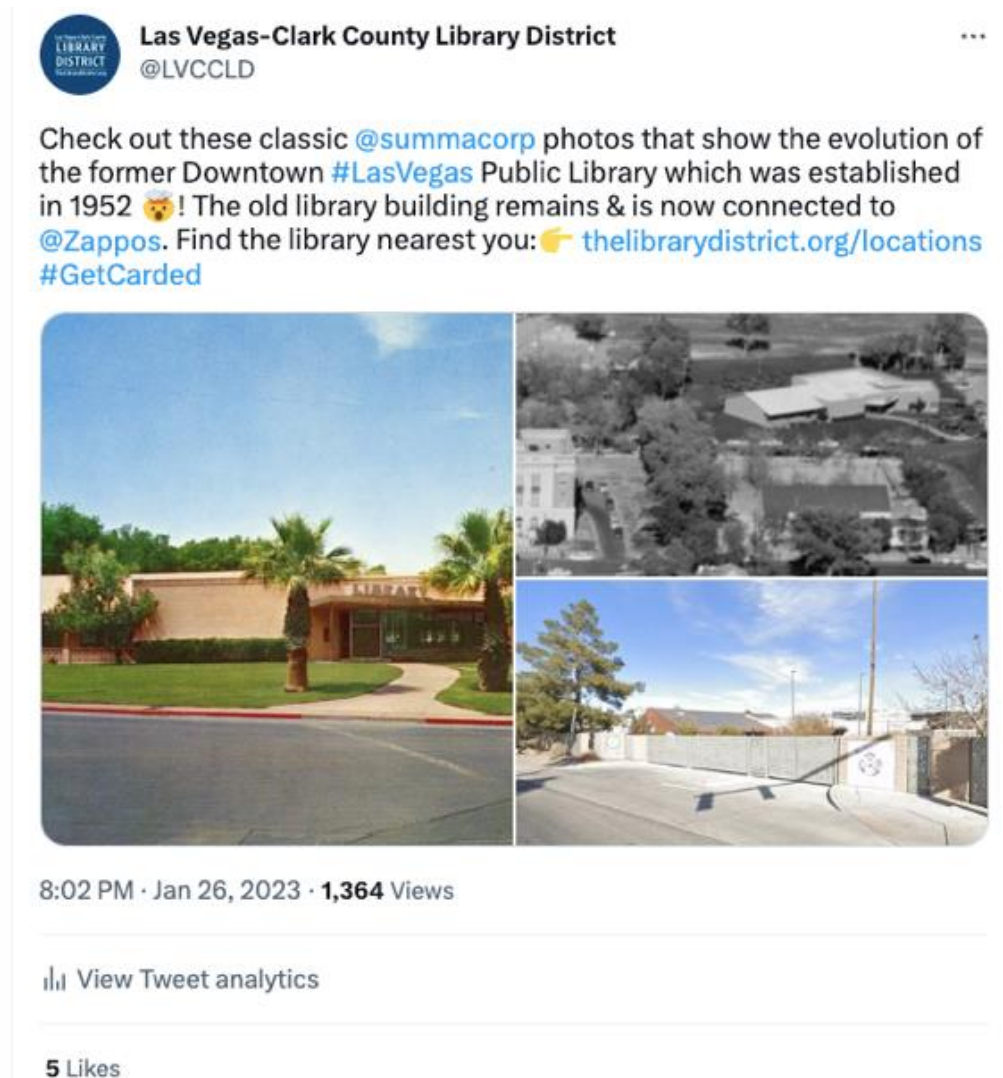 LIBRARY
DISTRICT
Las Vegas-Clark County Library District
@LVCCLD
Check out these classic @summacorp photos that show the evolution of
the former Downtown #LasVegas Public Library which was established
in 1952 🤯! The old library building remains & is now connected to
@Zappos. Find the library nearest you:👉 thelibrarydistrict.org/locations
#GetCarded
LIBRARY
8:02 PM · Jan 26, 2023 · 1,364 Views
View Tweet analytics
5 Likes